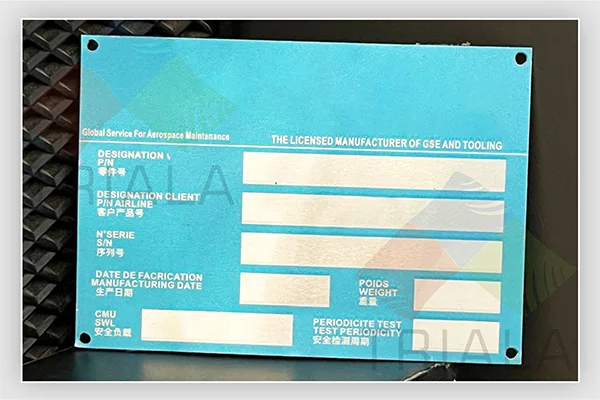 Global Service For Aerospace Maintenance
THE LICENSED MANUFACTURER OF GSE AND TOOLING
DESIGNATION \
P/N
零件号
DESIGNATION CLIENT
P/N AIRLINE
客户产品号
N°SERIE
S/N
序列号
DATE DE FACRICATION
MANUFACTURING DATE
生产日期
POIDS
WEIGHT
重量
CMU
SWL
安全负载
PERIODICITE TEST
TEST PERIODICITY
安全检测周期
TRIALA
TRIALA